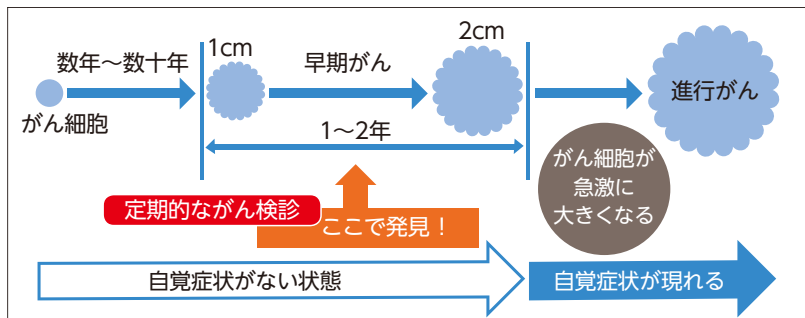 数年～数十年
1cm
早期がん
2cm
がん細胞
進行がん
1～2年
がん細胞が
急激に
大きくなる
定期的ながん検診
ここで発見！
自覚症状がない状態
自覚症状が現れる